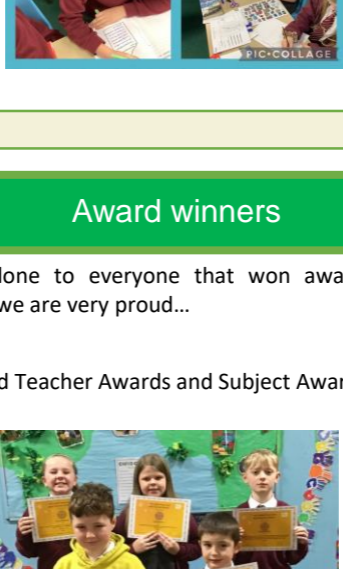 PIC•COLLAGE
Award winners
lone to everyone that won awa
we are very proud...
d Teacher Awards and Subject Awar